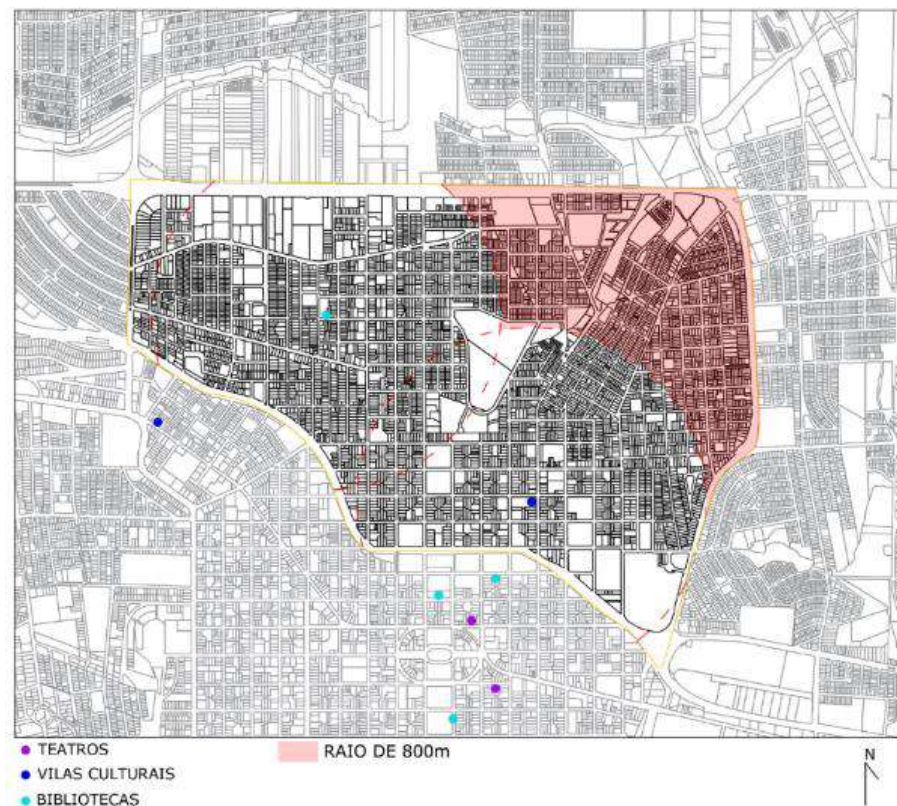 TEATROS
RAIO DE 800m
VILAS CULTURAIS
BIBLIOTECAS
N